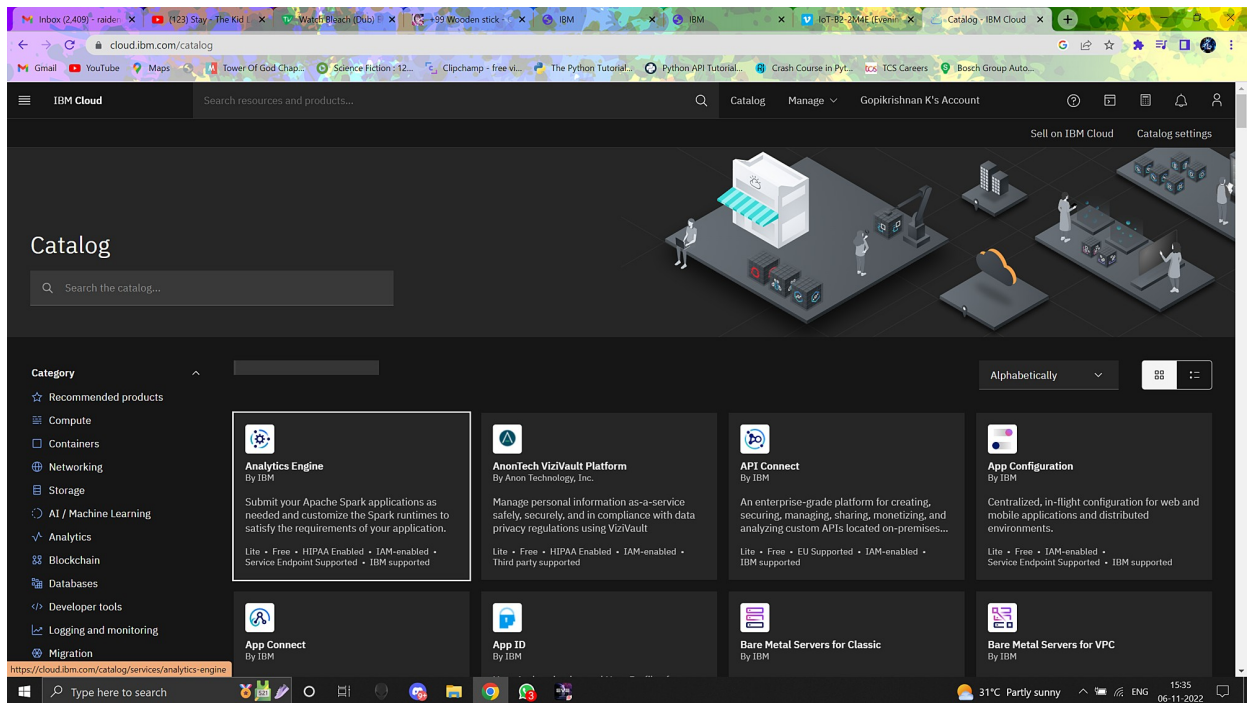 Inbox (2,409) - raiden
(123) Stay - The Kid L
Watch Bleach (Dub) E
+99 Wooden stick -
IBM
IBM
IoT-B2-2M4E (Evenin
Catalog - IBM Cloud
cloud.ibm.com/catalog
Gmail YouTube Maps Tower Of God Chap... Science Fiction : 12... Clipchamp - free vi... The Python Tutorial... Python API Tutorial... Crash Course in Pyt... TCS Careers Bosch Group Auto...
IBM Cloud Search resources and products... Catalog Manage Gopikrishnan K's Account
Sell on IBM Cloud Catalog settings
Catalog
Search the catalog...
Category
Recommended products
Compute
Containers
Networking
Storage
AI / Machine Learning
Analytics
Blockchain
Databases
Developer tools
Logging and monitoring
Migration
Alphabetically
Analytics Engine
By IBM
Submit your Apache Spark applications as
needed and customize the Spark runtimes to
satisfy the requirements of your application.
Lite • Free • HIPAA Enabled • IAM-enabled •
Service Endpoint Supported • IBM supported
AnonTech ViziVault Platform
By Anon Technology, Inc.
Manage personal information as-a-service
safely, securely, and in compliance with data
privacy regulations using ViziVault
Lite • Free • HIPAA Enabled • IAM-enabled •
Third party supported
API Connect
By IBM
An enterprise-grade platform for creating,
securing, managing, sharing, monetizing, and
analyzing custom APIs located on-premises...
Lite • Free • EU Supported • IAM-enabled •
IBM supported
App Configuration
By IBM
Centralized, in-flight configuration for web and
mobile applications and distributed
environments.
Lite • Free • IAM-enabled •
Service Endpoint Supported • IBM supported
App Connect
By IBM
App ID
By IBM
Bare Metal Servers for Classic
By IBM
Bare Metal Servers for VPC
By IBM
https://cloud.ibm.com/catalog/services/analytics-engine
Type here to search
31°C Partly sunny
ENG
15:35
06-11-2022